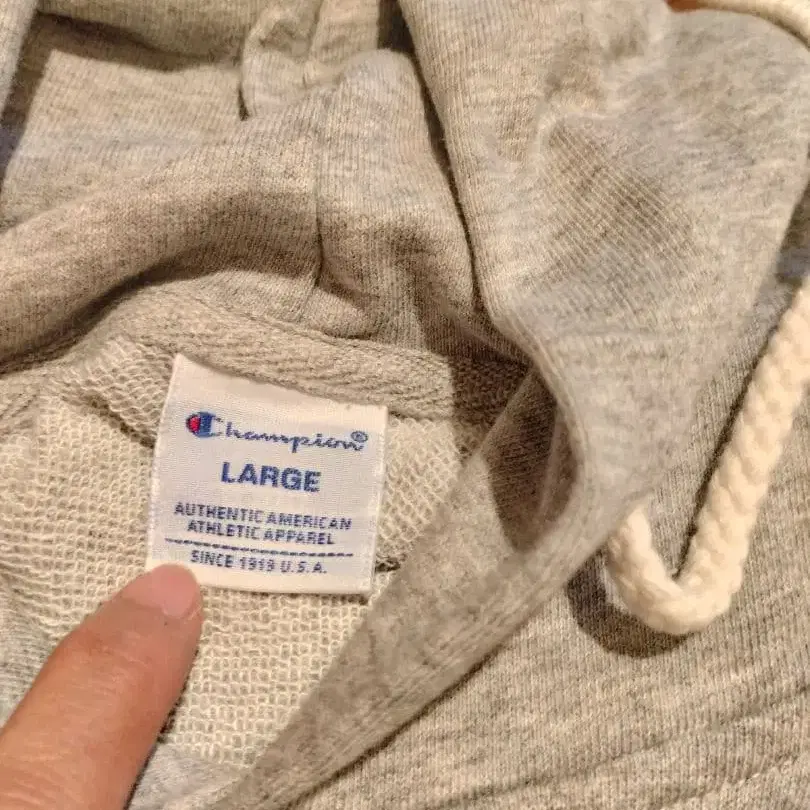 Champion®
LARGE
AUTHENTIC AMERICAN
ATHLETIC APPAREL
SINCE 1919 U.S.A.